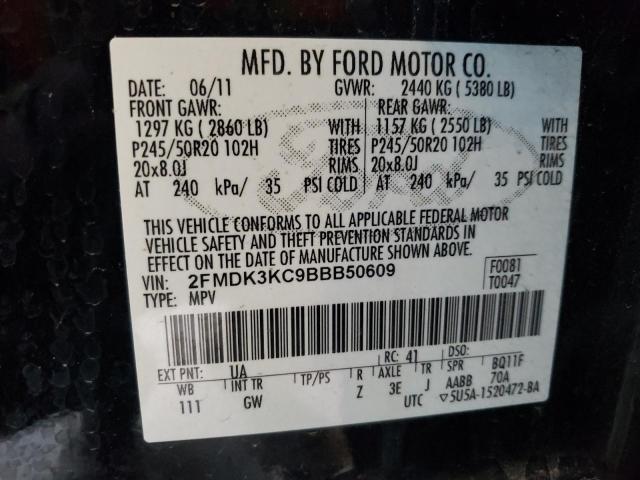 MFD. BY FORD MOTOR CO.
DATE: 06/11 GVWR: 2440 KG ( 5380 LB)
FRONT GAWR: REAR GAWR:
1297 KG ( 2860 LB) WITH 1157 KG ( 2550 LB) WITH
P245/50R20 102H TIRES P245/50R20 102H TIRES
20x8.0J RIMS 20x8.0J RIMS
AT 240 kPa/ 35 PSI COLD AT 240 kPa/ 35 PSI COLD
THIS VEHICLE CONFORMS TO ALL APPLICABLE FEDERAL MOTOR
VEHICLE SAFETY AND THEFT PREVENTION STANDARDS IN
EFFECT ON THE DATE OF MANUFACTURE SHOWN ABOVE.
VIN: 2FMDK3KC9BBB50609 F0081
TYPE: MPV T0047
EXT PNT: UA RC: 41 DSO:
WB INT TR TP/PS R AXLE TR SPR BQ11F
111 GW Z 3E J AABB 70A
UTC ▽5U5A-1520472-BA